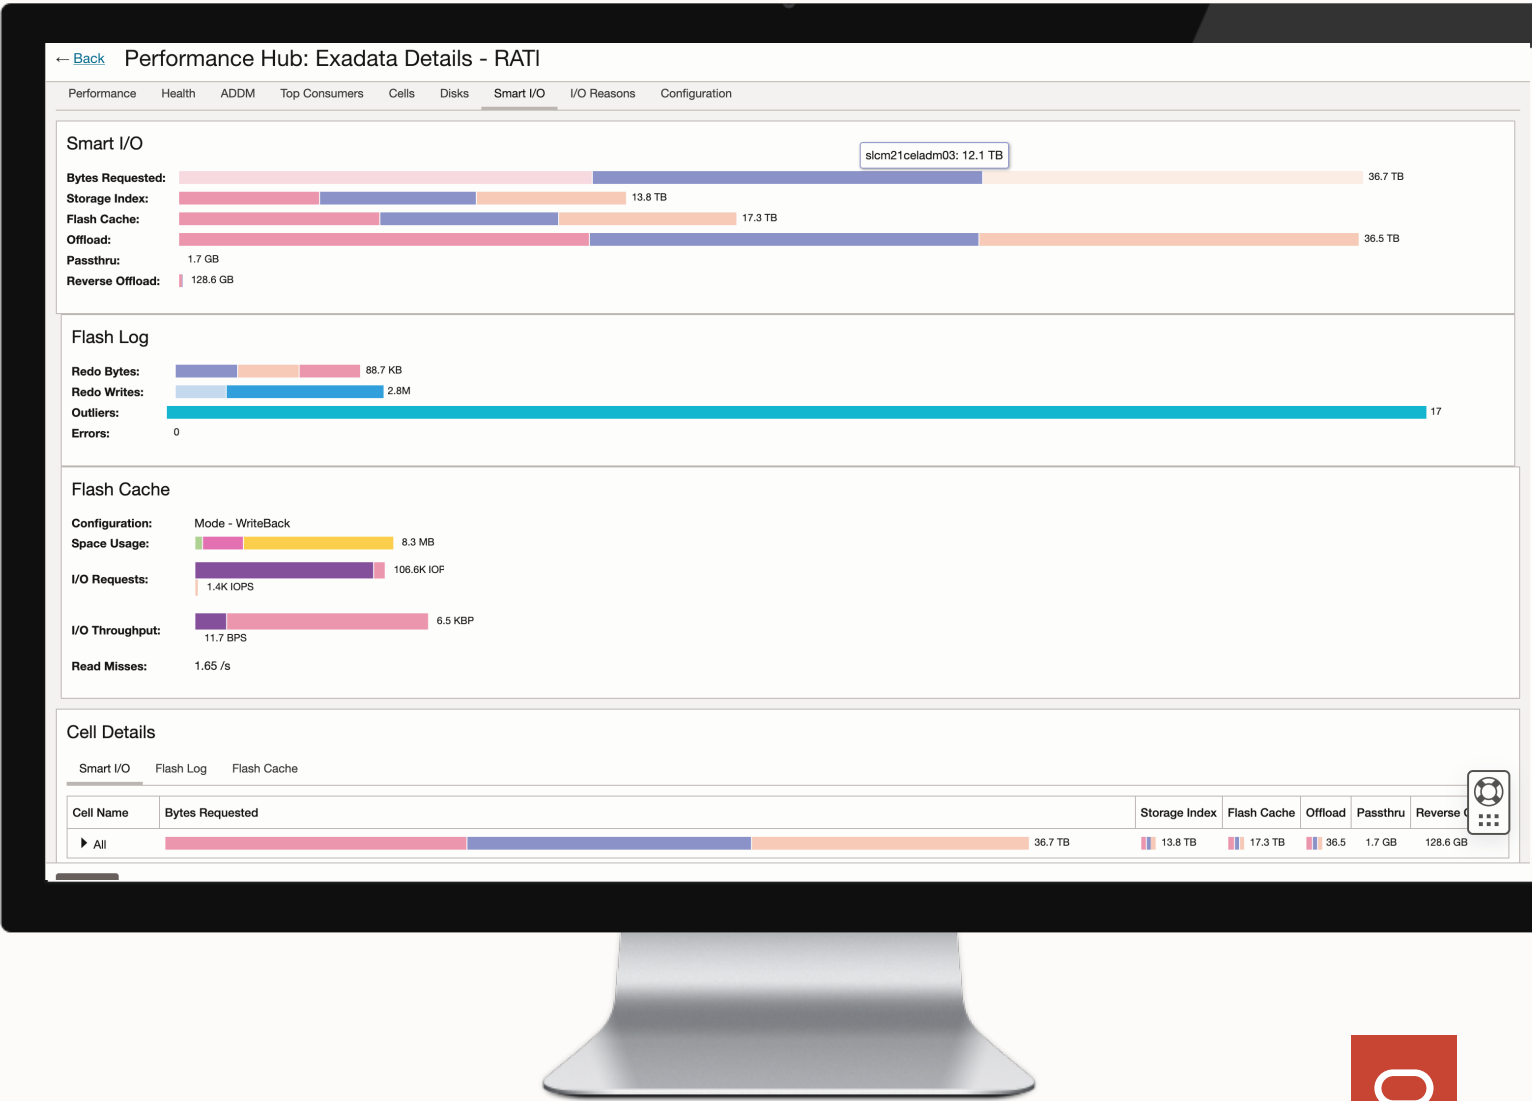 ← Back Performance Hub: Exadata Details - RATI
Performance Health ADDM Top Consumers Cells Disks Smart I/O I/O Reasons Configuration
Smart I/O
slcm21celadm03: 12.1 TB
Bytes Requested: 36.7 TB
Storage Index: 13.8 TB
Flash Cache: 17.3 TB
Offload: 36.5 TB
Passthru: 1.7 GB
Reverse Offload: 128.6 GB
Flash Log
Redo Bytes: 88.7 KB
Redo Writes: 2.8M
Outliers: 17
Errors: 0
Flash Cache
Configuration: Mode - WriteBack
Space Usage: 8.3 MB
I/O Requests: 106.6K IOP
1.4K IOPS
I/O Throughput: 6.5 KBP
11.7 BPS
Read Misses: 1.65 /s
Cell Details
Smart I/O Flash Log Flash Cache
Cell Name Bytes Requested Storage Index Flash Cache Offload Passthru Reverse
All 36.7 TB 13.8 TB 17.3 TB 36.5 1.7 GB 128.6 GB